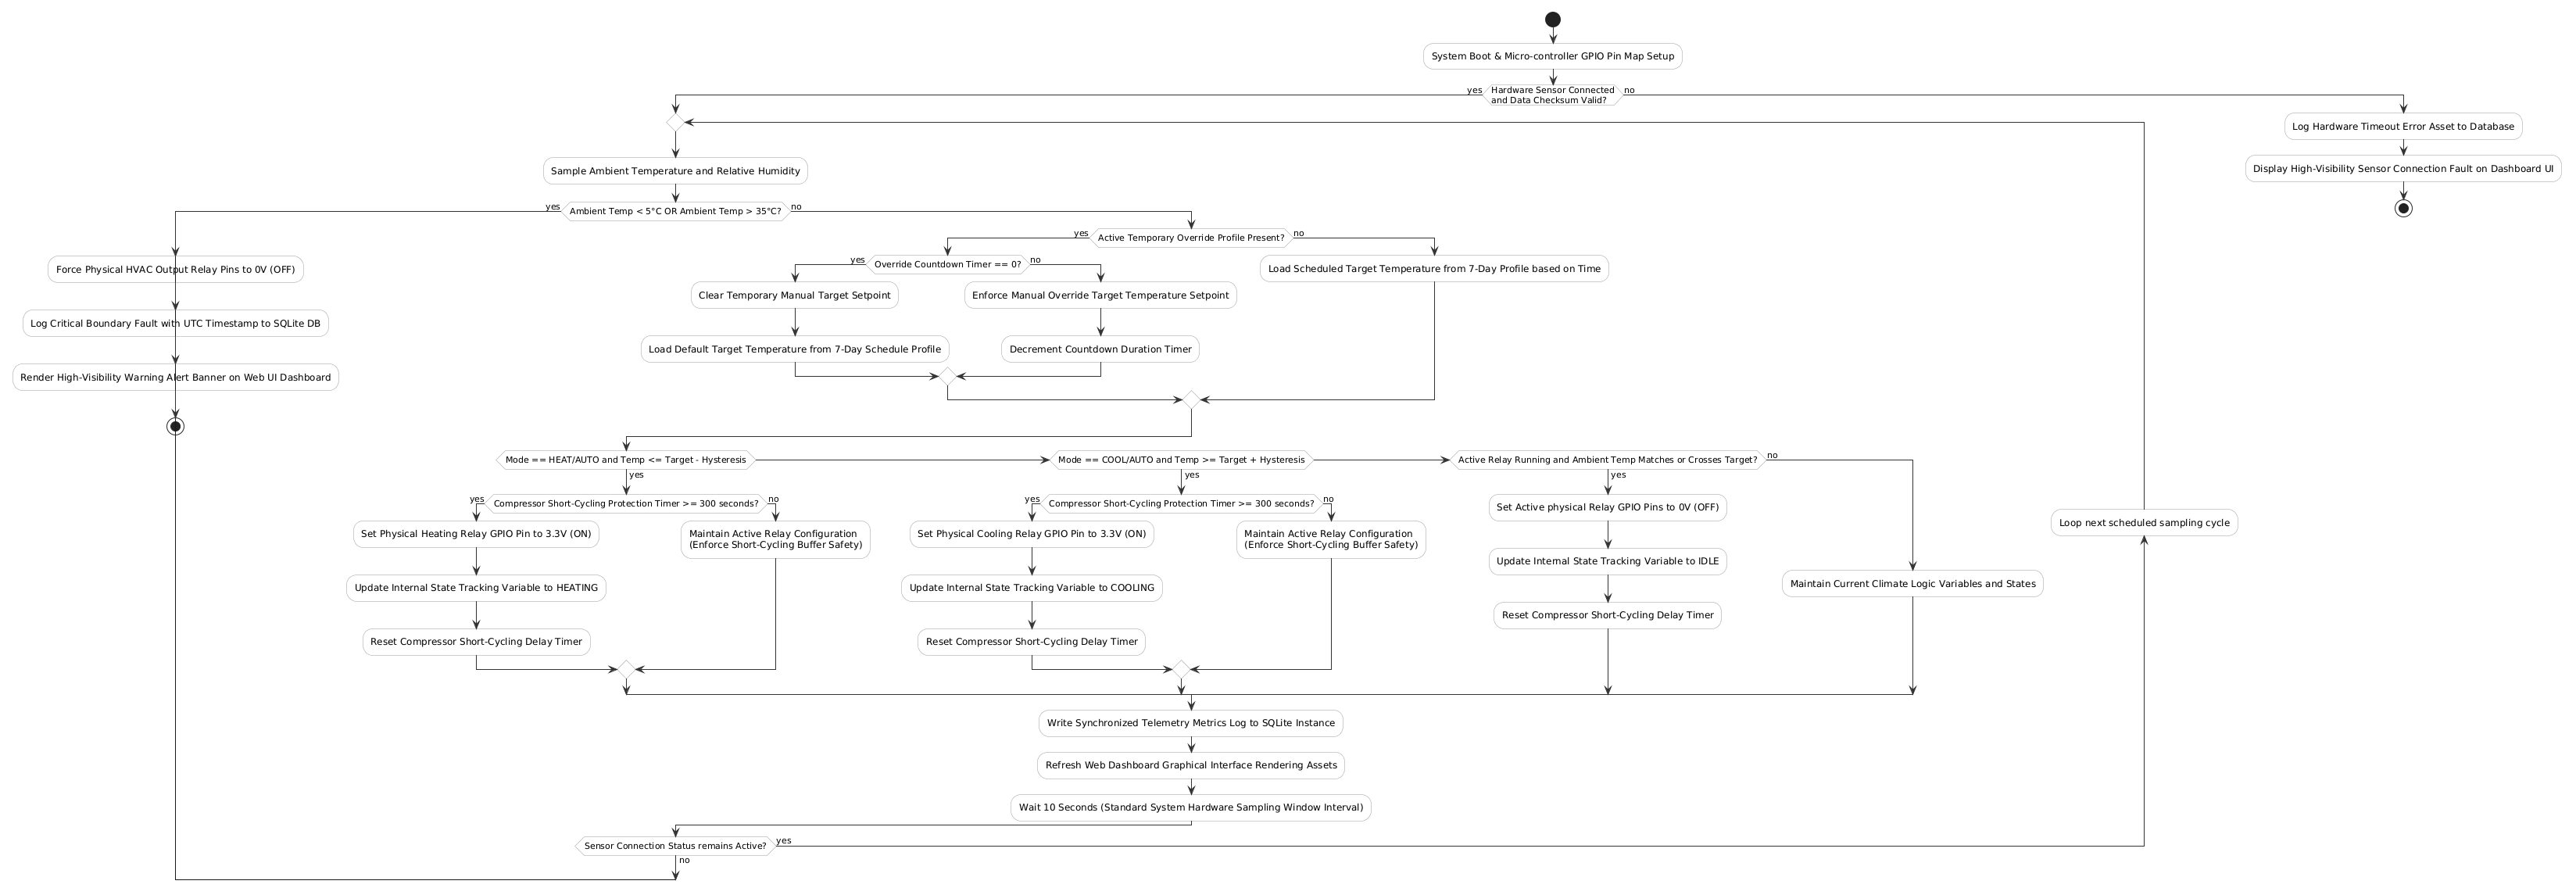 System Boot & Micro-controller GPIO Pin Map Setup
yes
Hardware Sensor Connected
and Data Checksum Valid?
no
Log Hardware Timeout Error Asset to Database
Display High-Visibility Sensor Connection Fault on Dashboard UI
Sample Ambient Temperature and Relative Humidity
yes
Ambient Temp < 5°C OR Ambient Temp > 35°C?
no
Force Physical HVAC Output Relay Pins to 0V (OFF)
Log Critical Boundary Fault with UTC Timestamp to SQLite DB
Render High-Visibility Warning Alert Banner on Web UI Dashboard
yes
Active Temporary Override Profile Present?
no
yes
Override Countdown Timer == 0?
no
Clear Temporary Manual Target Setpoint
Load Default Target Temperature from 7-Day Schedule Profile
Enforce Manual Override Target Temperature Setpoint
Decrement Countdown Duration Timer
Load Scheduled Target Temperature from 7-Day Profile based on Time
Mode == HEAT/AUTO and Temp <= Target - Hysteresis
yes
yes
Compressor Short-Cycling Protection Timer >= 300 seconds?
no
Set Physical Heating Relay GPIO Pin to 3.3V (ON)
Update Internal State Tracking Variable to HEATING
Reset Compressor Short-Cycling Delay Timer
Maintain Active Relay Configuration
(Enforce Short-Cycling Buffer Safety)
Mode == COOL/AUTO and Temp >= Target + Hysteresis
yes
yes
Compressor Short-Cycling Protection Timer >= 300 seconds?
no
Set Physical Cooling Relay GPIO Pin to 3.3V (ON)
Update Internal State Tracking Variable to COOLING
Reset Compressor Short-Cycling Delay Timer
Maintain Active Relay Configuration
(Enforce Short-Cycling Buffer Safety)
Active Relay Running and Ambient Temp Matches or Crosses Target?
no
yes
Set Active physical Relay GPIO Pins to 0V (OFF)
Update Internal State Tracking Variable to IDLE
Reset Compressor Short-Cycling Delay Timer
Maintain Current Climate Logic Variables and States
Loop next scheduled sampling cycle
Write Synchronized Telemetry Metrics Log to SQLite Instance
Refresh Web Dashboard Graphical Interface Rendering Assets
Wait 10 Seconds (Standard System Hardware Sampling Window Interval)
Sensor Connection Status remains Active?
yes
no